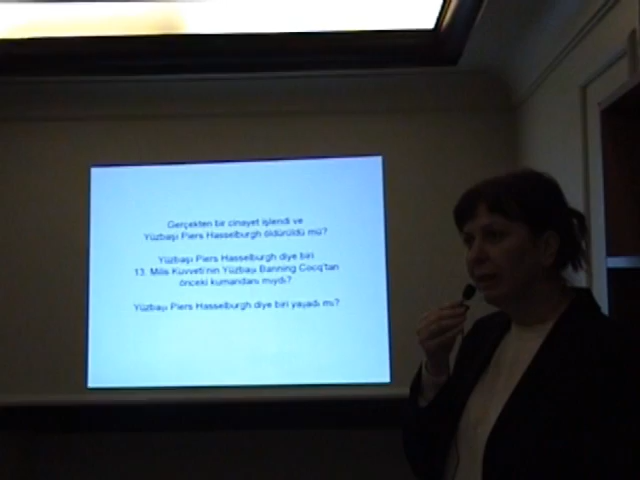 Gerçekten bir cinayet işlendi ve
Yüzbaşı Piers Hasselburgh öldürüldü mü?
Yüzbaşı Piers Hasselburgh diye biri
13. Milis Kuvveti'nin Yüzbaşı Banning Cocq'tan
önceki kumandanı mıydı?
Yüzbaşı Piers Hasselburgh diye biri yaşadı mı?